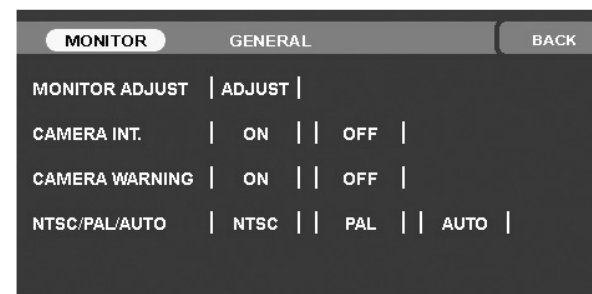 MONITOR GENERAL BACK
MONITOR ADJUST | ADJUST |
CAMERA INT. | ON | | OFF |
CAMERA WARNING | ON | | OFF |
NTSC/PAL/AUTO | NTSC | | PAL | | AUTO |